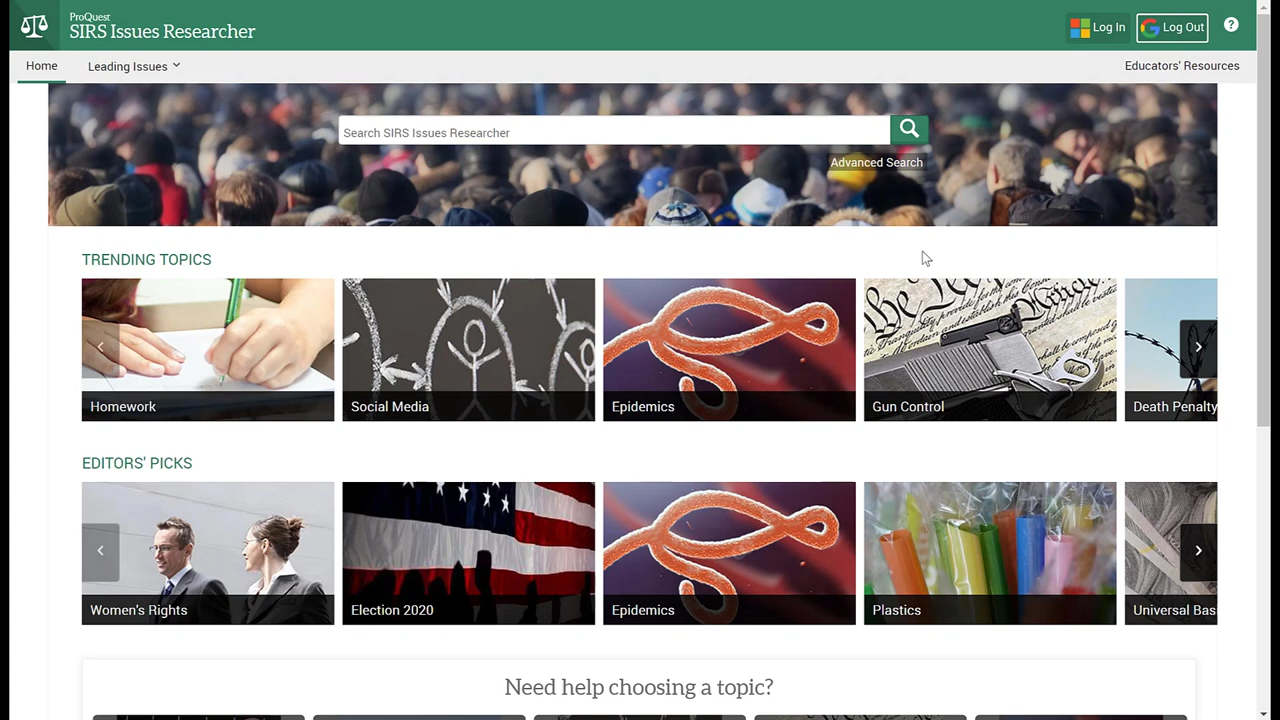 ProQuest
SIRS Issues Researcher
Log In
Log Out
?
Home
Leading Issues
Educators' Resources
Search SIRS Issues Researcher
Advanced Search
TRENDING TOPICS
Homework
Social Media
Epidemics
Gun Control
Death Penalty
EDITORS' PICKS
Women's Rights
Election 2020
Epidemics
Plastics
Universal Bas
Need help choosing a topic?